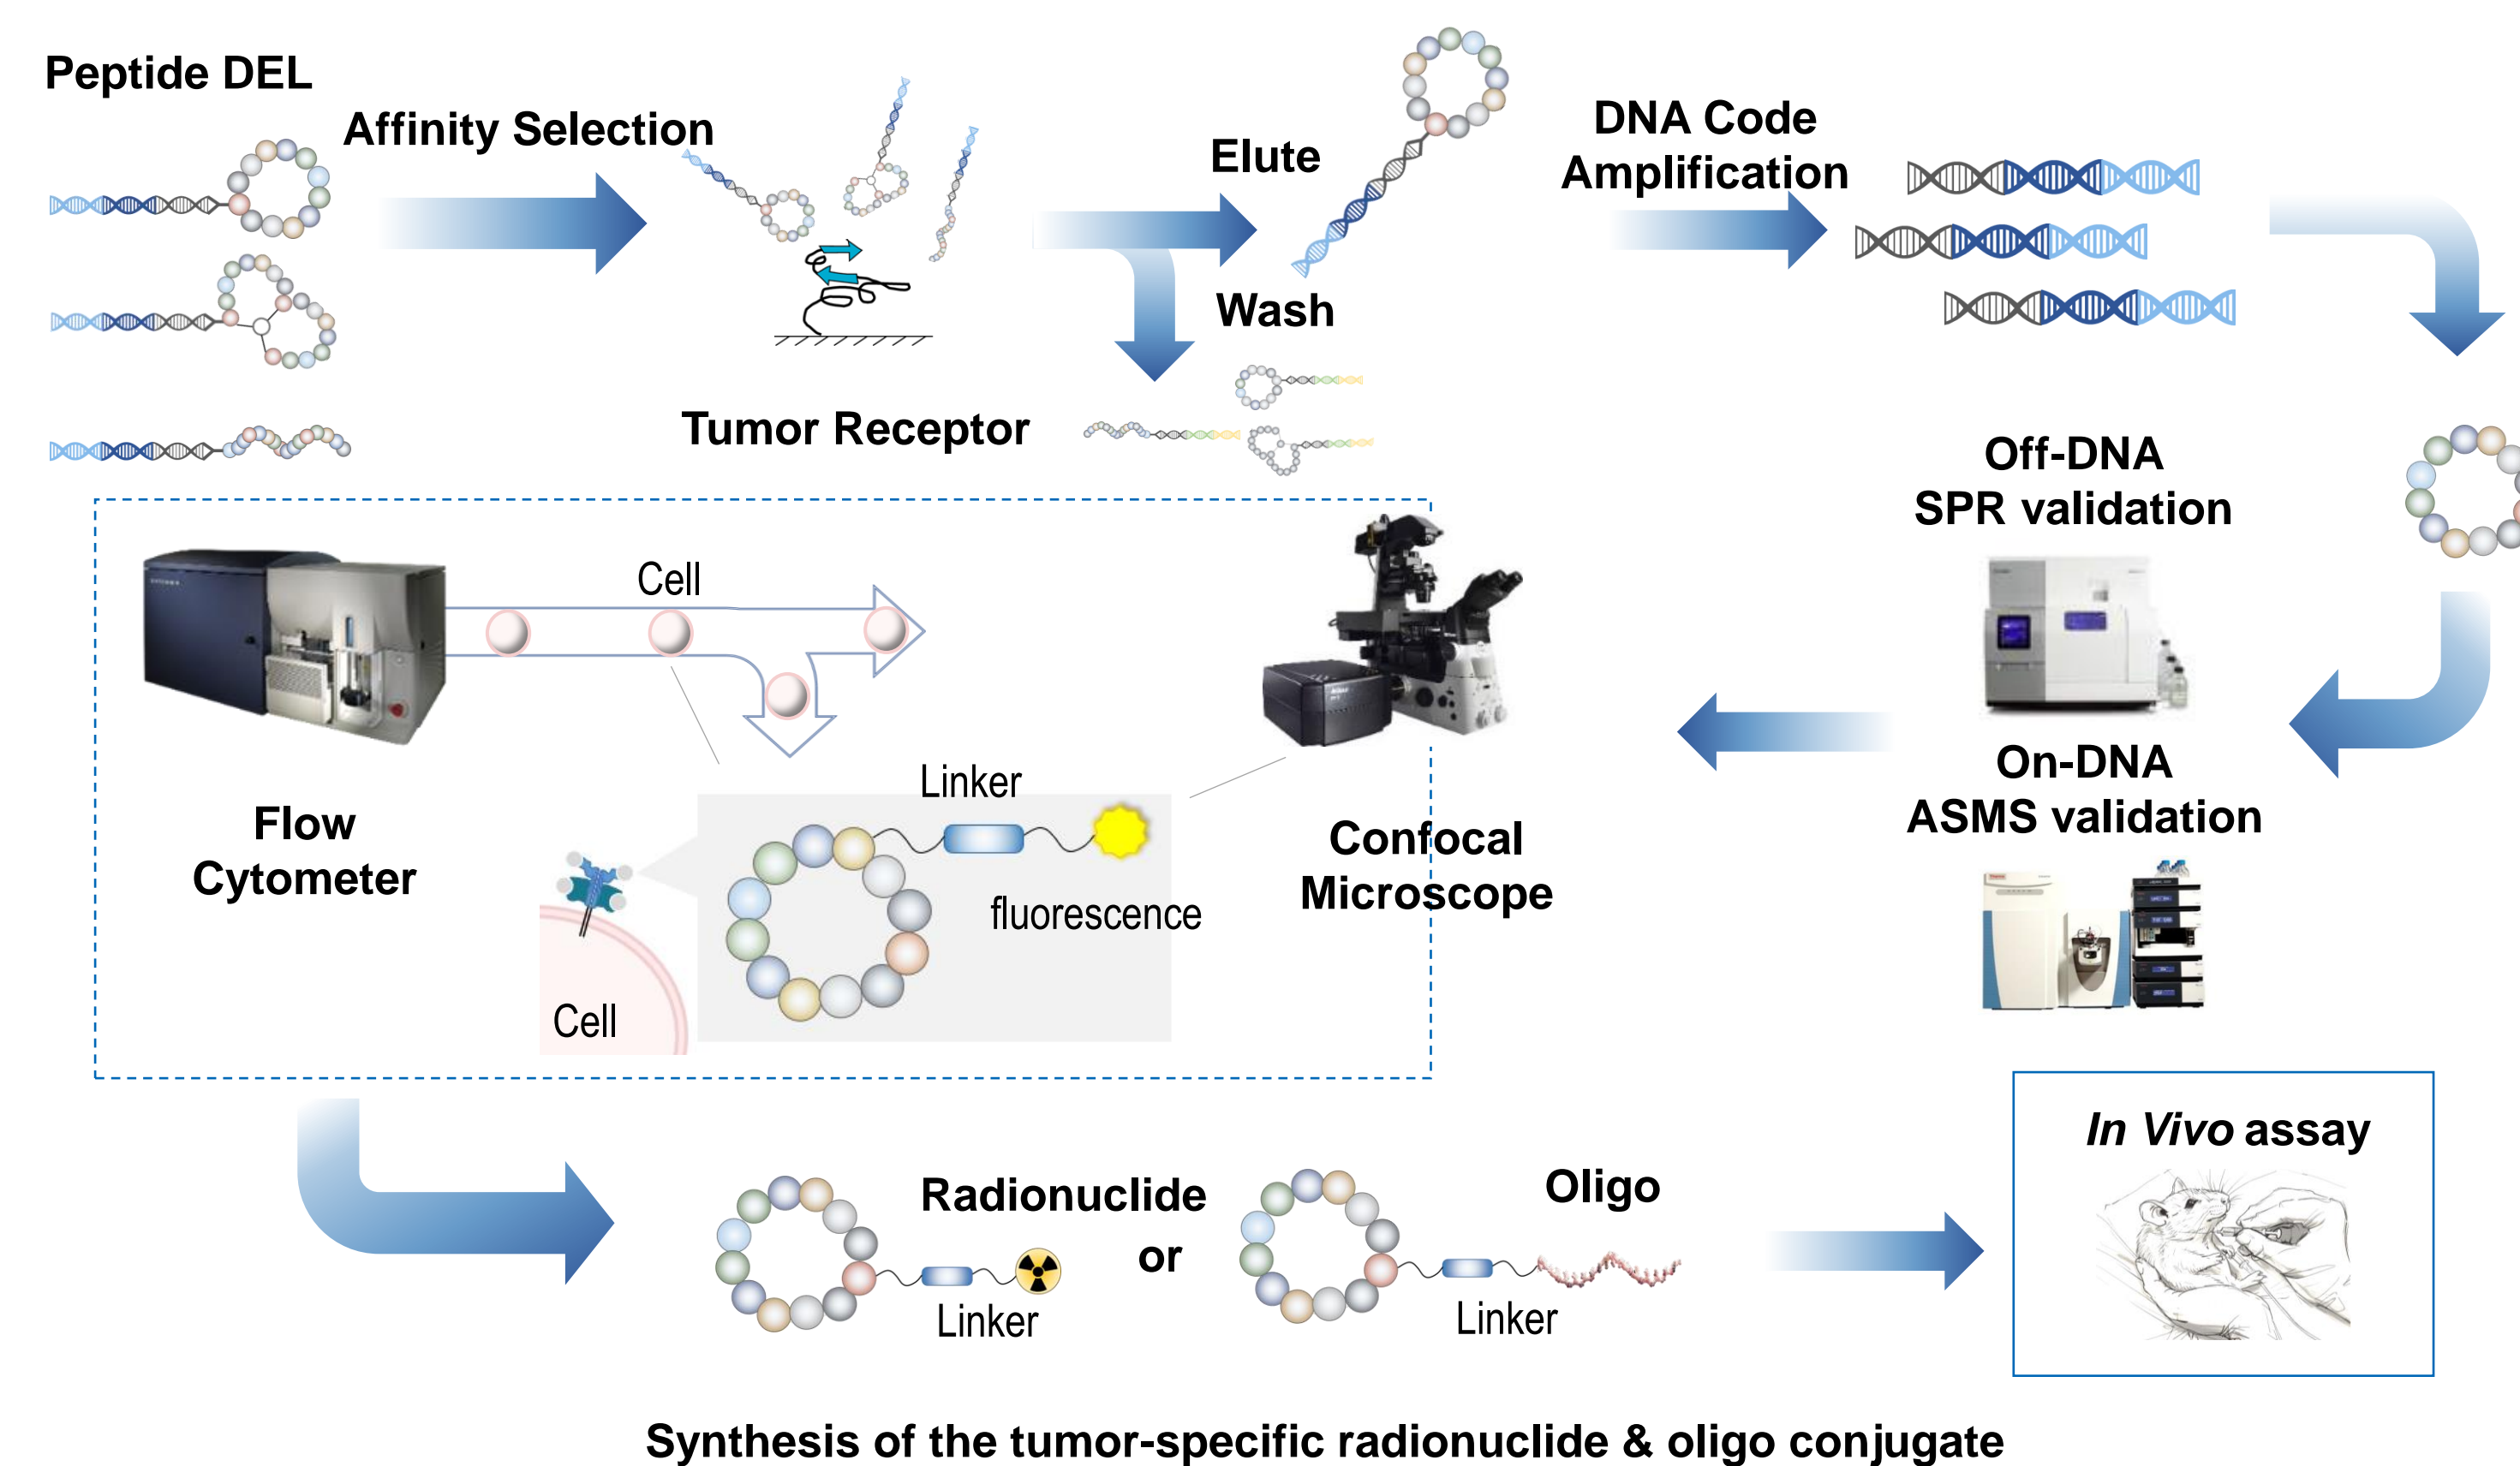 Peptide DEL
Affinity Selection
Elute
DNA Code
Amplification
Wash
Tumor Receptor
Off-DNA
SPR validation
Cell
On-DNA
ASMS validation
Linker
Flow
Cytometer
Confocal
Microscope
fluorescence
Cell
In Vivo assay
Radionuclide
or
Oligo
Linker
Linker
Synthesis of the tumor-specific radionuclide & oligo conjugate